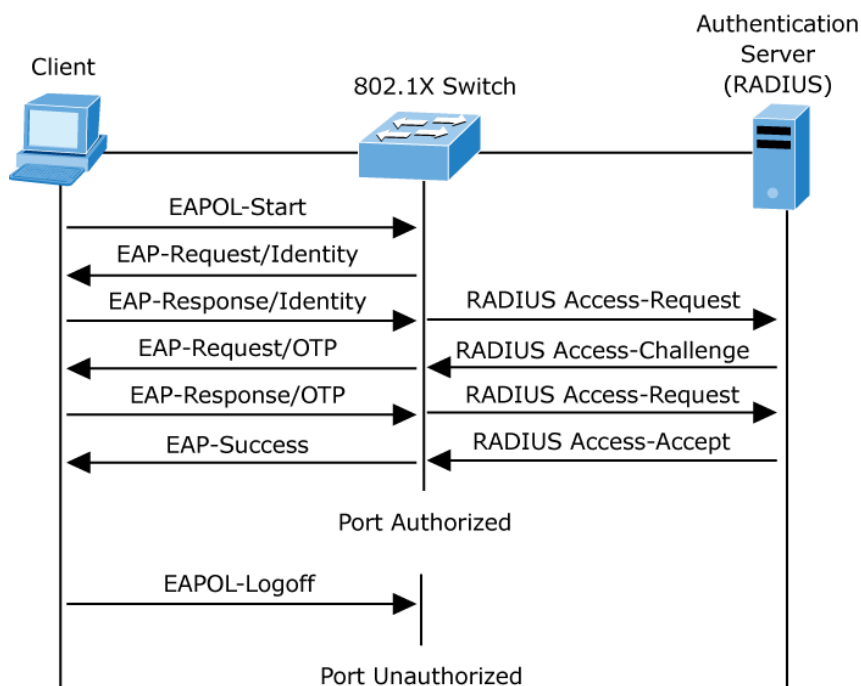 Authentication
Server
(RADIUS)
Client
802.1X Switch
EAPOL-Start
EAP-Request/Identity
EAP-Response/Identity
RADIUS Access-Request
EAP-Request/OTP
RADIUS Access-Challenge
EAP-Response/OTP
RADIUS Access-Request
EAP-Success
RADIUS Access-Accept
Port Authorized
EAPOL-Logoff
Port Unauthorized